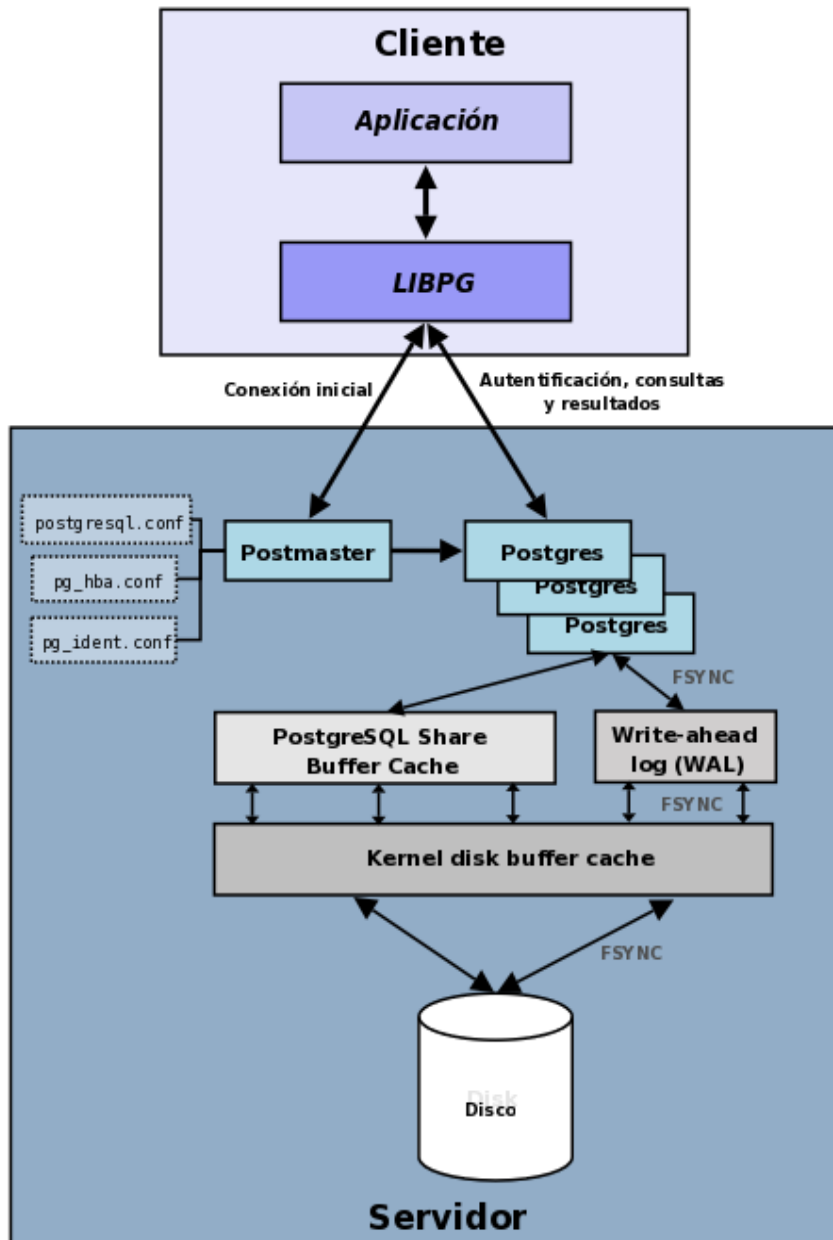 Cliente
Aplicación
LIBPG
Conexión inicial
Autentificación, consultas
y resultados
postgresql.conf
pg_hba.conf
pg_ident.conf
Postmaster
Postgres
Postgres
Postgres
FSYNC
PostgreSQL Share
Buffer Cache
Write-ahead
log (WAL)
FSYNC
Kernel disk buffer cache
FSYNC
Disk
Disco
Servidor